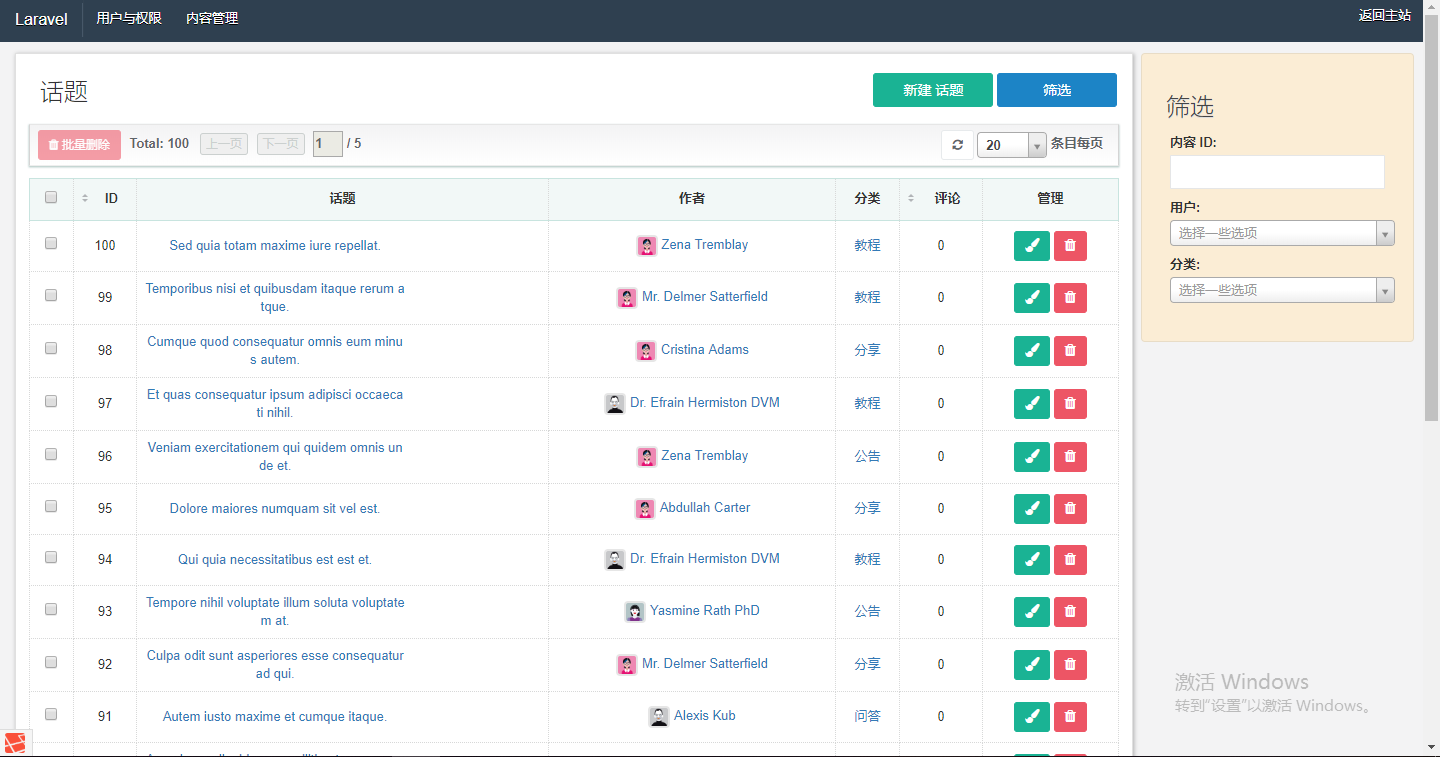 Laravel 用户与权限 内容管理 返回主站
话题 新建 话题 筛选
批量删除 Total: 100 上一页 下一页 1 / 5 20 条目每页
ID 话题 作者 分类 评论 管理
100 Sed quia totam maxime iure repellat. Zena Tremblay 教程 0
99 Temporibus nisi et quibusdam itaque rerum a
tque. Mr. Delmer Satterfield 教程 0
98 Cumque quod consequatur omnis eum minu
s autem. Cristina Adams 分享 0
97 Et quas consequatur ipsum adipisci occaeca
ti nihil. Dr. Efrain Hermiston DVM 教程 0
96 Veniam exercitationem qui quidem omnis un
de et. Zena Tremblay 公告 0
95 Dolore maiores numquam sit vel est. Abdullah Carter 分享 0
94 Qui quia necessitatibus est est et. Dr. Efrain Hermiston DVM 教程 0
93 Tempore nihil voluptate illum soluta voluptate
m at. Yasmine Rath PhD 公告 0
92 Culpa odit sunt asperiores esse consequatur
ad qui. Mr. Delmer Satterfield 分享 0
91 Autem iusto maxime et cumque itaque. Alexis Kub 问答 0
筛选
内容 ID:
用户:
选择一些选项
分类:
选择一些选项
激活 Windows
转到“设置”以激活 Windows。